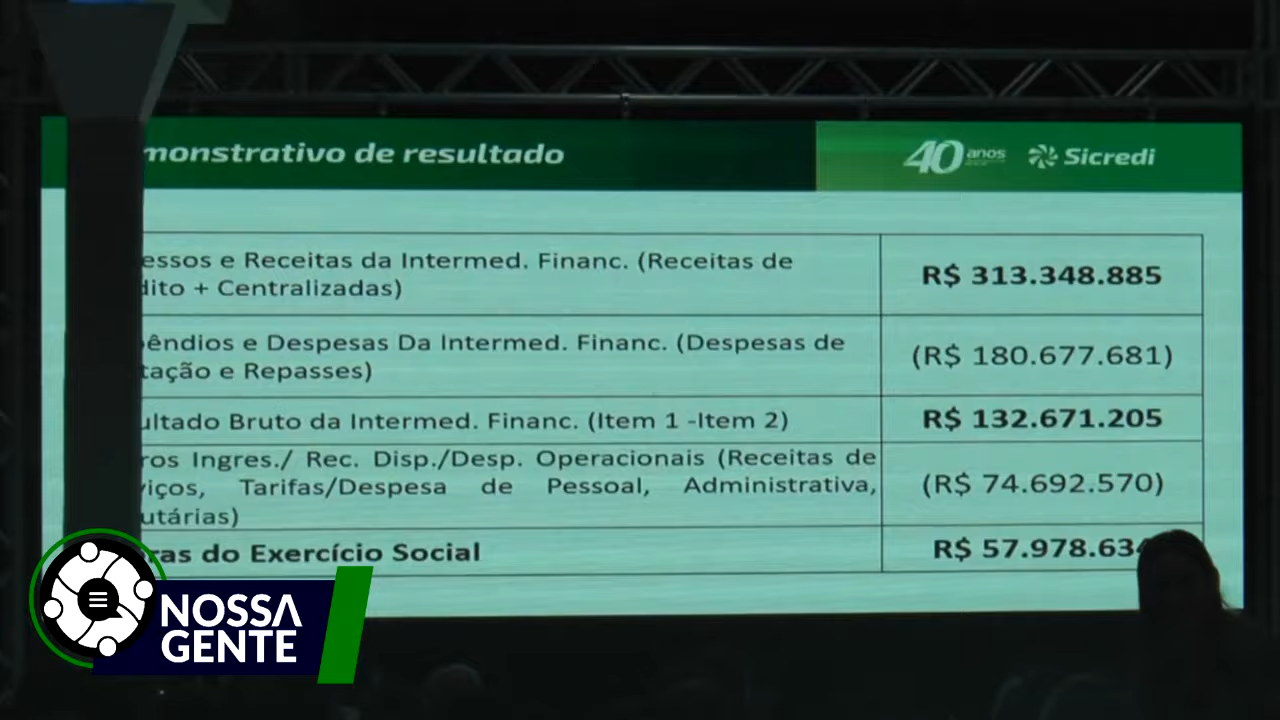 monstrativo de resultado
40 anos
Sicredi
essos e Receitas da Intermed. Financ. (Receitas de
dito + Centralizadas)
R$ 313.348.885
êndios e Despesas Da Intermed. Financ. (Despesas de
tação e Repasses)
(R$ 180.677.681)
ultado Bruto da Intermed. Financ. (Item 1 -Item 2)
R$ 132.671.205
ros Ingres./ Rec. Disp./Desp. Operacionais (Receitas de
viços, Tarifas/Despesa de Pessoal, Administrativa,
utárias)
(R$ 74.692.570)
ras do Exercício Social
R$ 57.978.634
NOSSA
GENTE